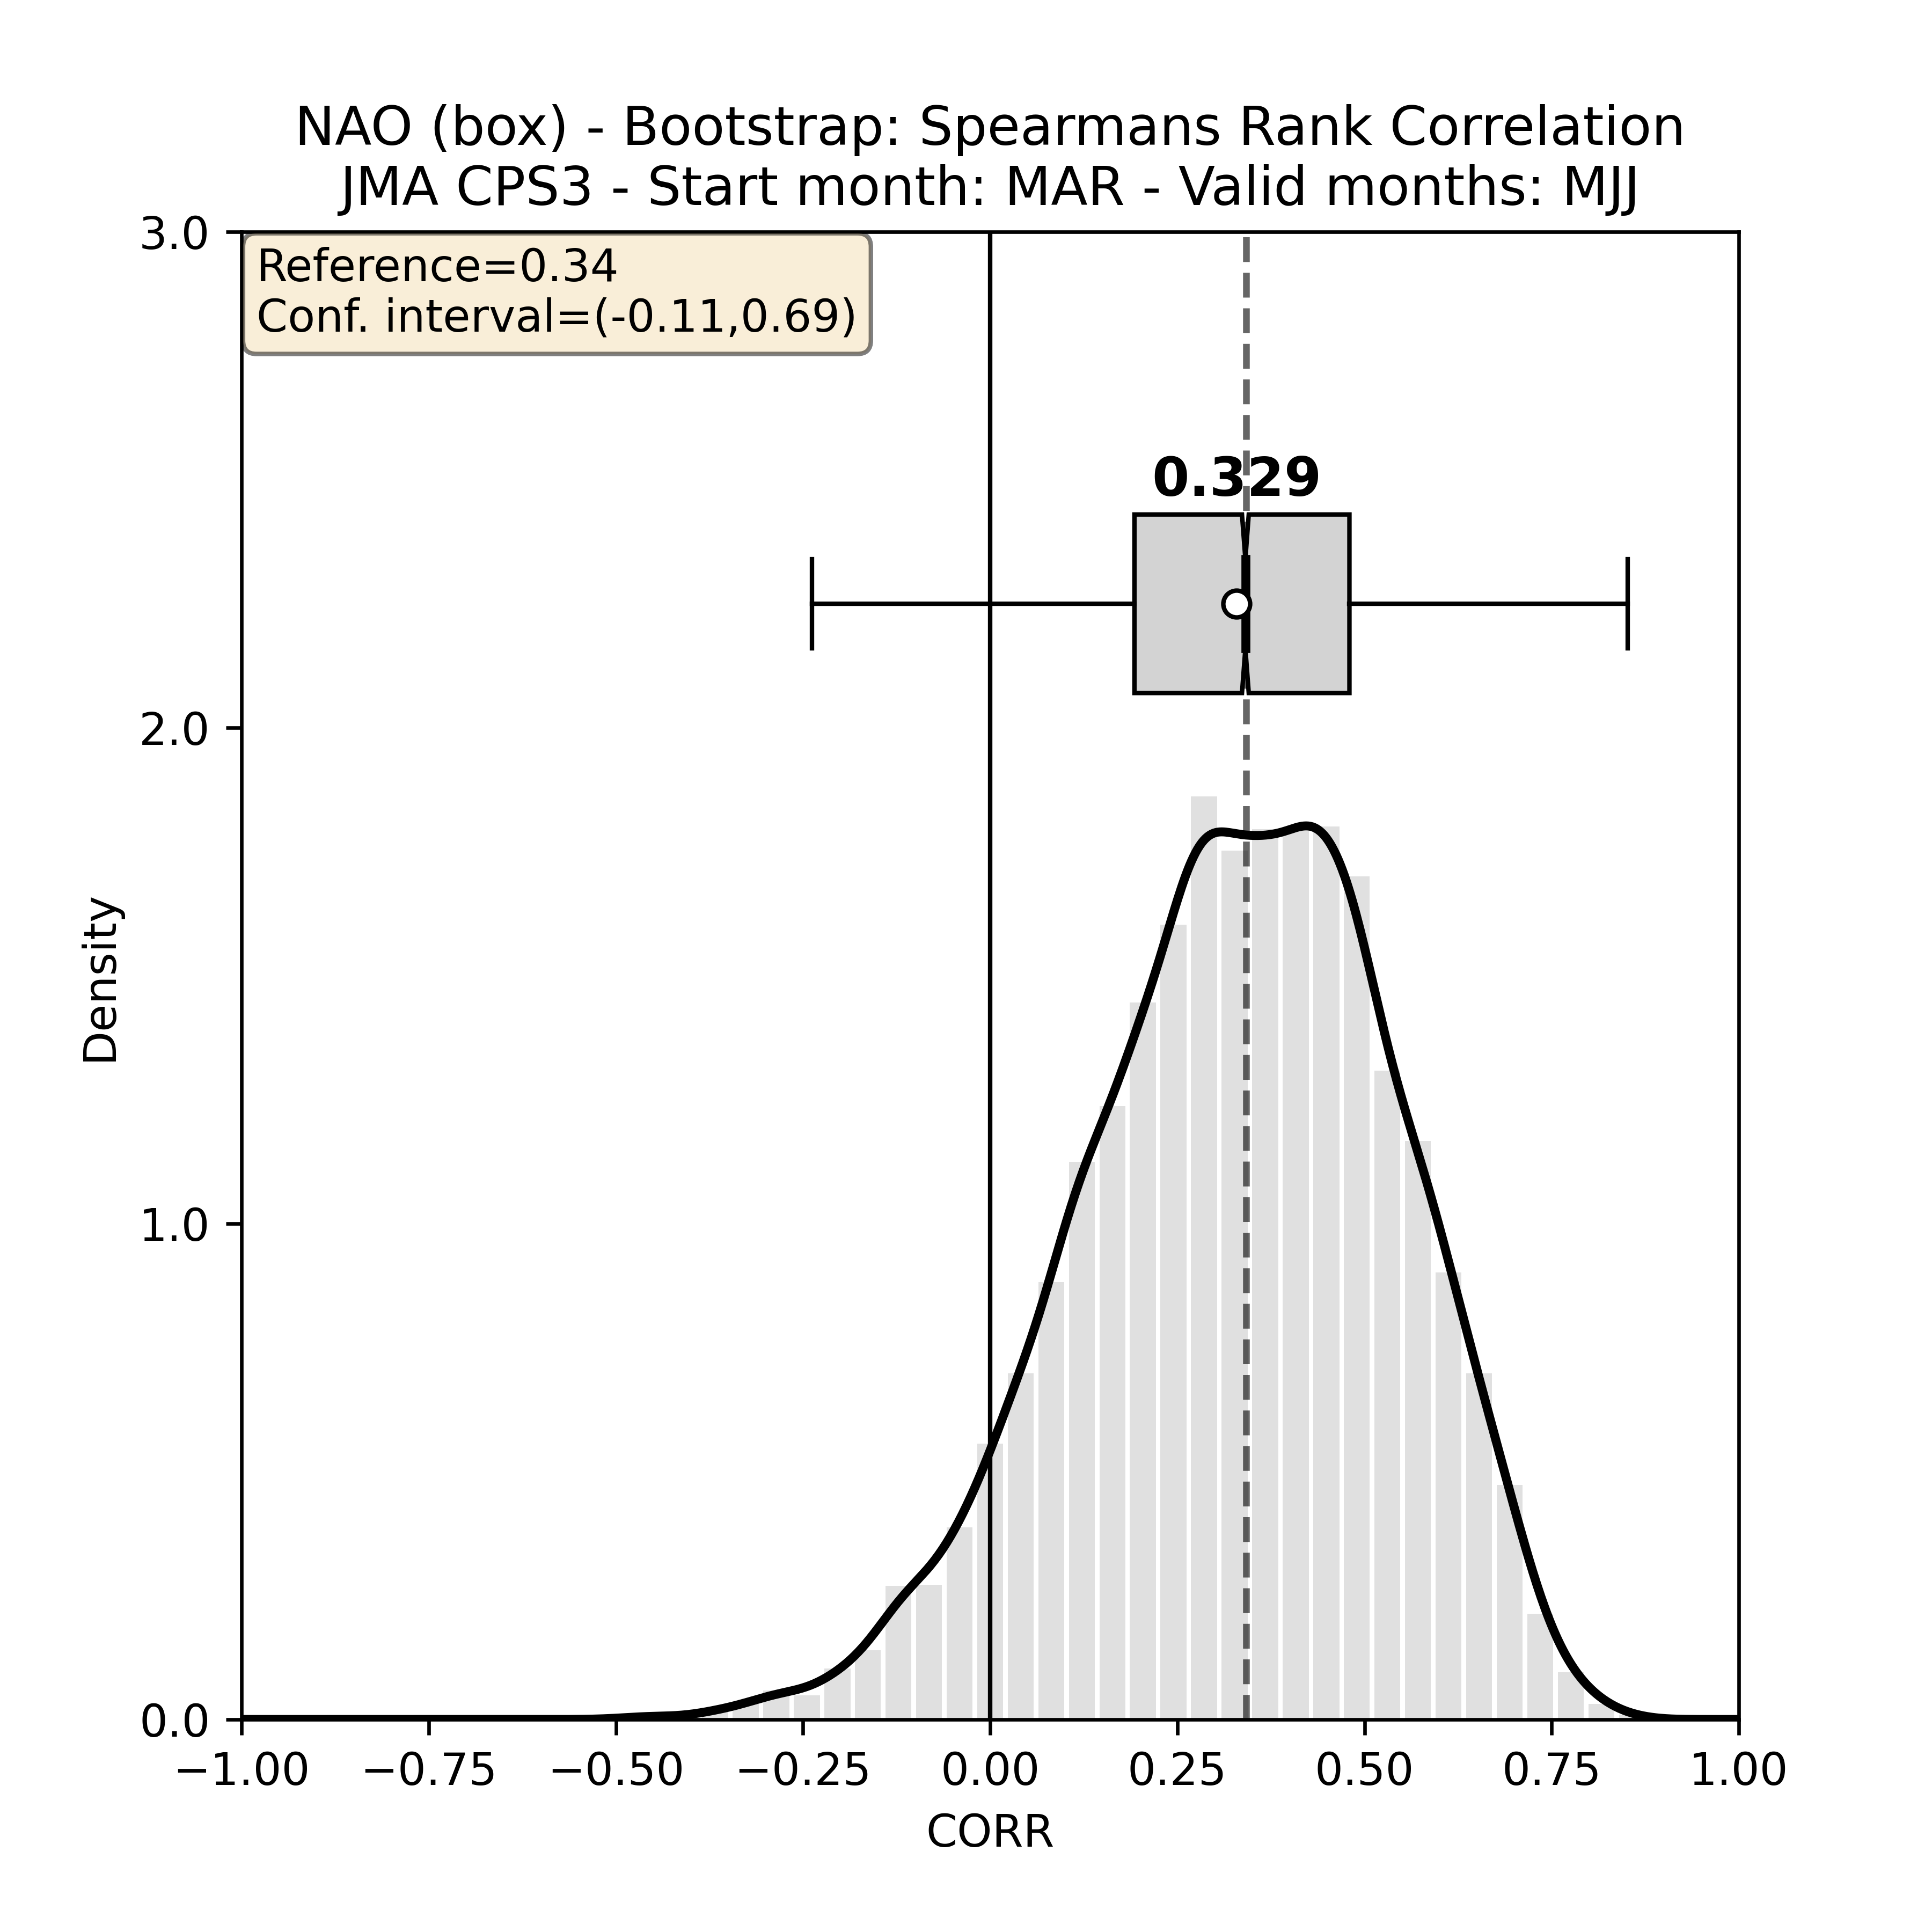 NAO (box) - Bootstrap: Spearmans Rank Correlation
JMA CPS3 - Start month: MAR - Valid months: MJJ
Reference=0.34
Conf. interval=(-0.11,0.69)
0.329
3.0
2.0
1.0
0.0
Density
−1.00 −0.75 −0.50 −0.25 0.00 0.25 0.50 0.75 1.00
CORR